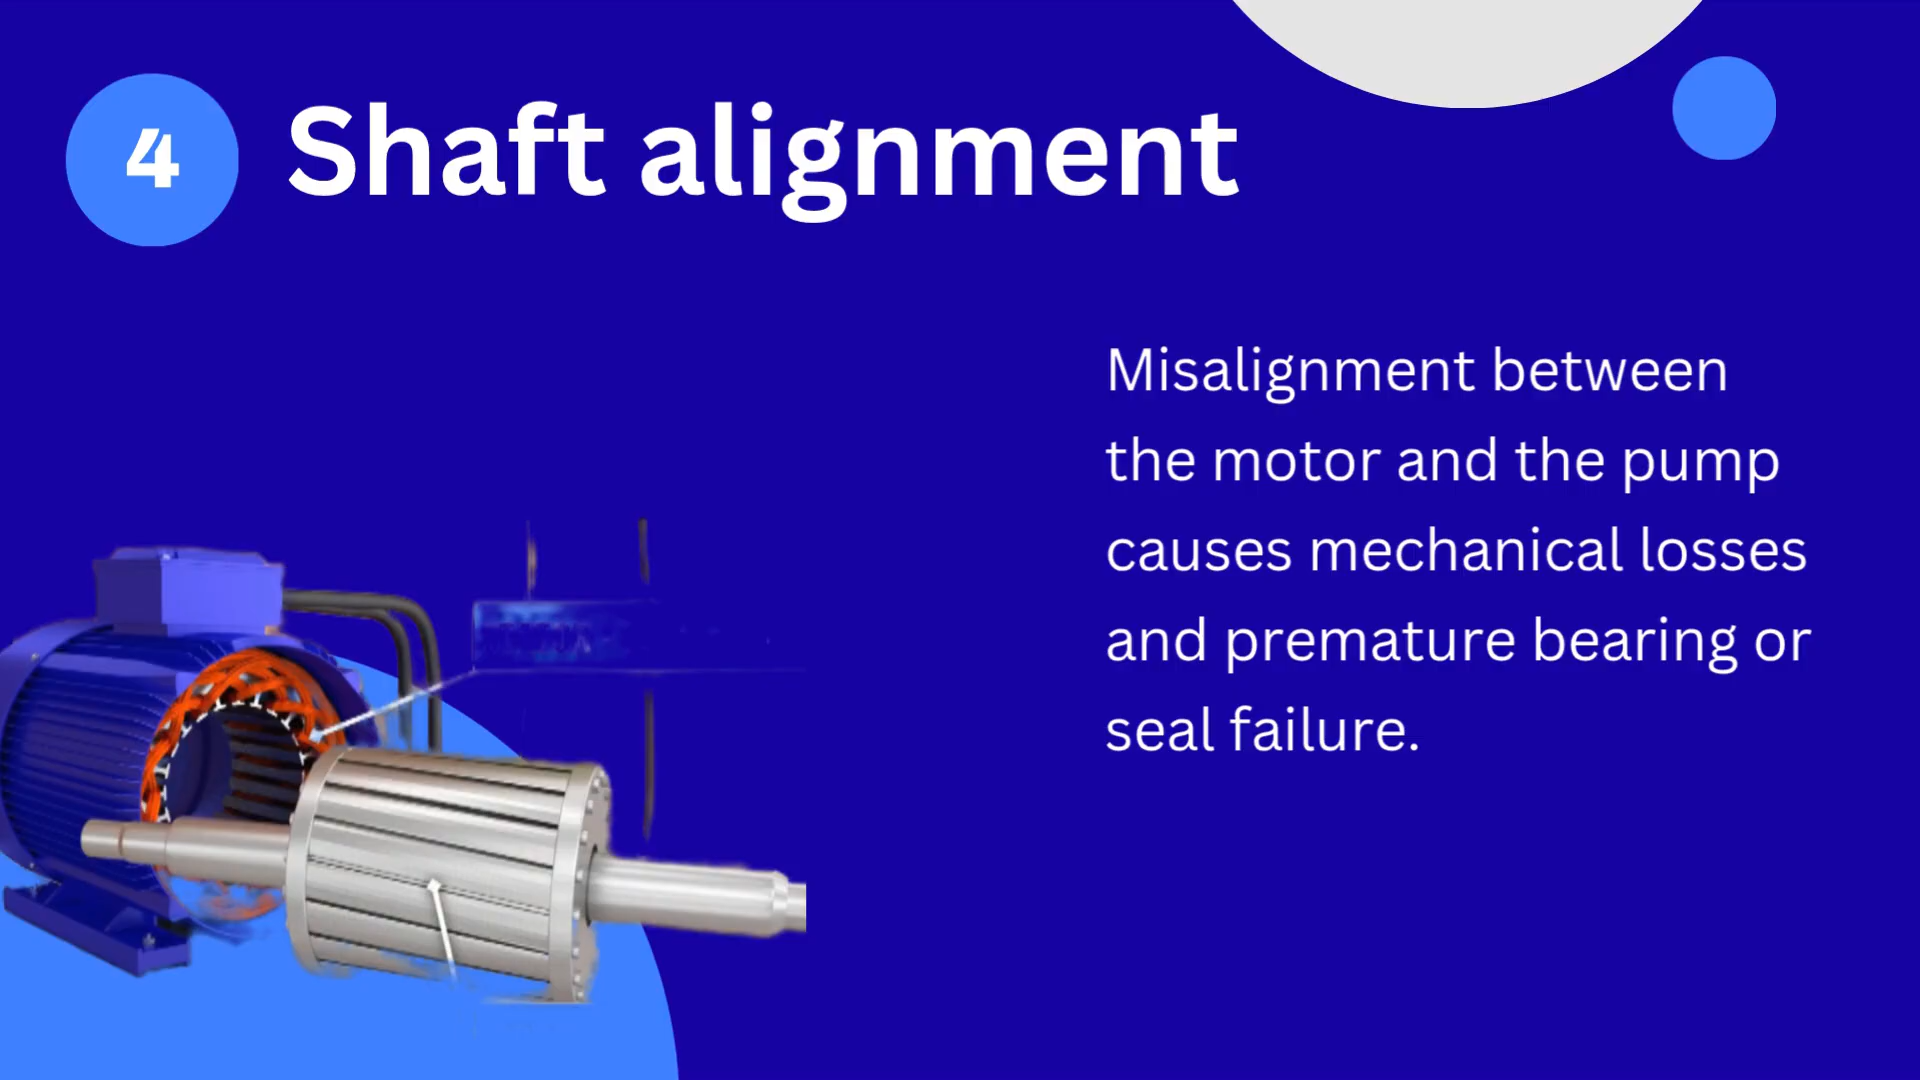 4
Shaft alignment
Misalignment between
the motor and the pump
causes mechanical losses
and premature bearing or
seal failure.